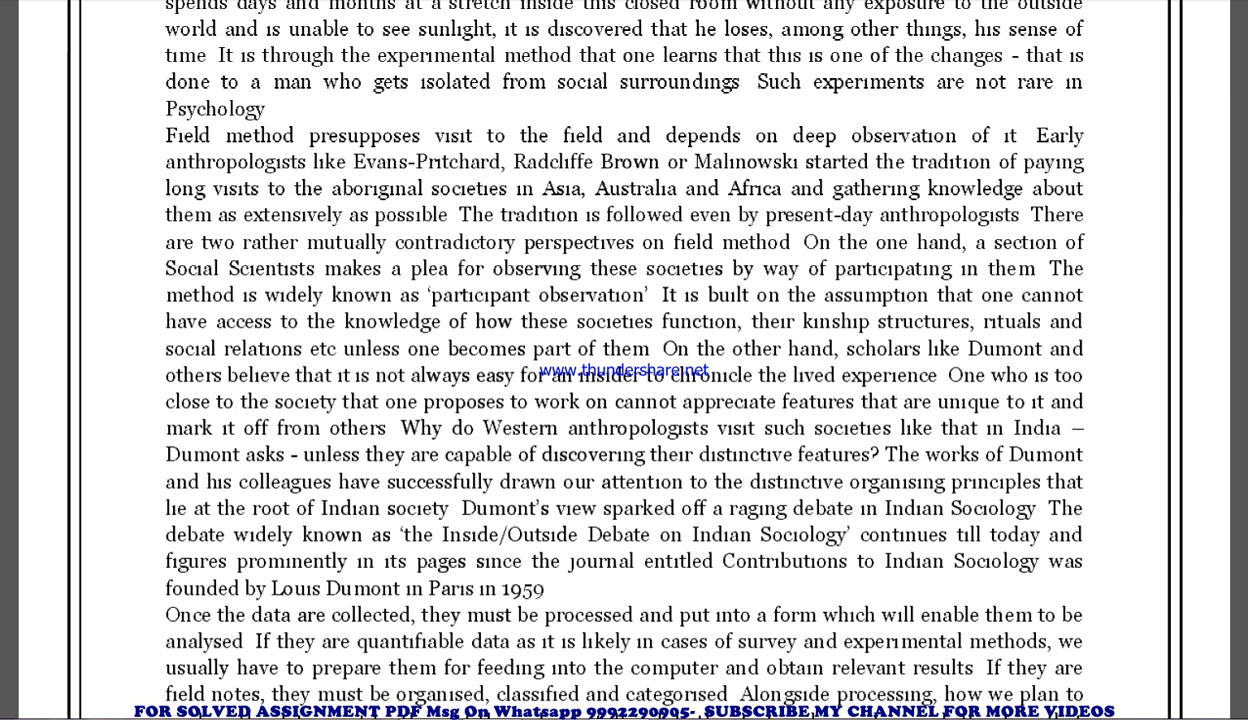 spends days and months at a stretch inside this closed room without any exposure to the outside
world and is unable to see sunlight, it is discovered that he loses, among other things, his sense of
time It is through the experimental method that one learns that this is one of the changes - that is
done to a man who gets isolated from social surroundings Such experiments are not rare in
Psychology
Field method presupposes visit to the field and depends on deep observation of it Early
anthropologists like Evans-Pritchard, Radcliffe Brown or Malinowski started the tradition of paying
long visits to the aboriginal societies in Asia, Australia and Africa and gathering knowledge about
them as extensively as possible The tradition is followed even by present-day anthropologists There
are two rather mutually contradictory perspectives on field method On the one hand, a section of
Social Scientists makes a plea for observing these societies by way of participating in them The
method is widely known as ‘participant observation’ It is built on the assumption that one cannot
have access to the knowledge of how these societies function, their kinship structures, rituals and
social relations etc unless one becomes part of them On the other hand, scholars like Dumont and
others believe that it is not always easy for an insider to chronicle the lived experience One who is too
www.thundershare.net
close to the society that one proposes to work on cannot appreciate features that are unique to it and
mark it off from others Why do Western anthropologists visit such societies like that in India –
Dumont asks - unless they are capable of discovering their distinctive features? The works of Dumont
and his colleagues have successfully drawn our attention to the distinctive organising principles that
lie at the root of Indian society Dumont’s view sparked off a raging debate in Indian Sociology The
debate widely known as ‘the Inside/Outside Debate on Indian Sociology’ continues till today and
figures prominently in its pages since the journal entitled Contributions to Indian Sociology was
founded by Louis Dumont in Paris in 1959
Once the data are collected, they must be processed and put into a form which will enable them to be
analysed If they are quantifiable data as it is likely in cases of survey and experimental methods, we
usually have to prepare them for feeding into the computer and obtain relevant results If they are
field notes, they must be organised, classified and categorised Alongside processing, how we plan to
FOR SOLVED ASSIGNMENT PDF Msg On Whatsapp 9992290905-, SUBSCRIBE MY CHANNEL FOR MORE VIDEOS